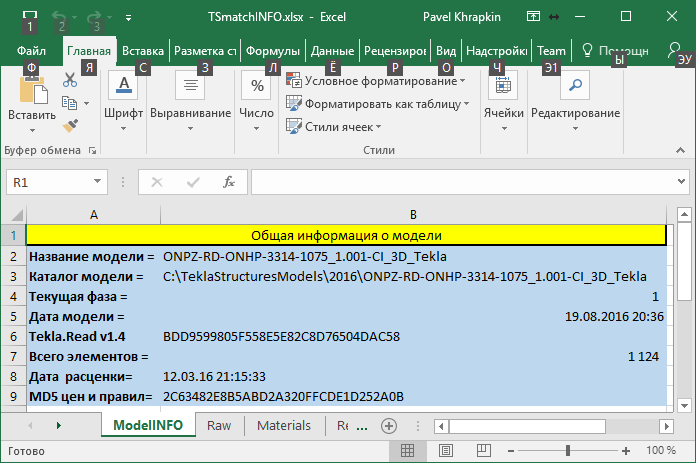 TSmatchINFO.xlsx - Excel Pavel Khrapkin
1 2 3
Файл Главная Вставка Разметка ст Формулы Данные Рецензиров Вид Надстройки Team Помощн
Ф Я С З Л Ё Р О Ч Э1 Ы ЭУ
Вставить Шрифт Выравнивание Число % Условное форматирование Ячейки Редактирование
Форматировать как таблицу
Стили ячеек
Буфер обмена Стили
R1 fx
A B
1 Общая информация о модели
2 Название модели = ONPZ-RD-ONHP-3314-1075_1.001-CI_3D_Tekla
3 Каталог модели = C:\TeklaStructuresModels\2016\ONPZ-RD-ONHP-3314-1075_1.001-CI_3D_Tekla
4 Текущая фаза = 1
5 Дата модели = 19.08.2016 20:36
6 Tekla.Read v1.4 BDD9599805F558E5E82C8D76504DAC58
7 Всего элементов = 1 124
8 Дата расценки= 12.03.16 21:15:33
9 MD5 цен и правил= 2C63482E8B5ABD2A320FFCDE1D252A0B
ModelINFO Raw Materials Re ...
Готово 100 %